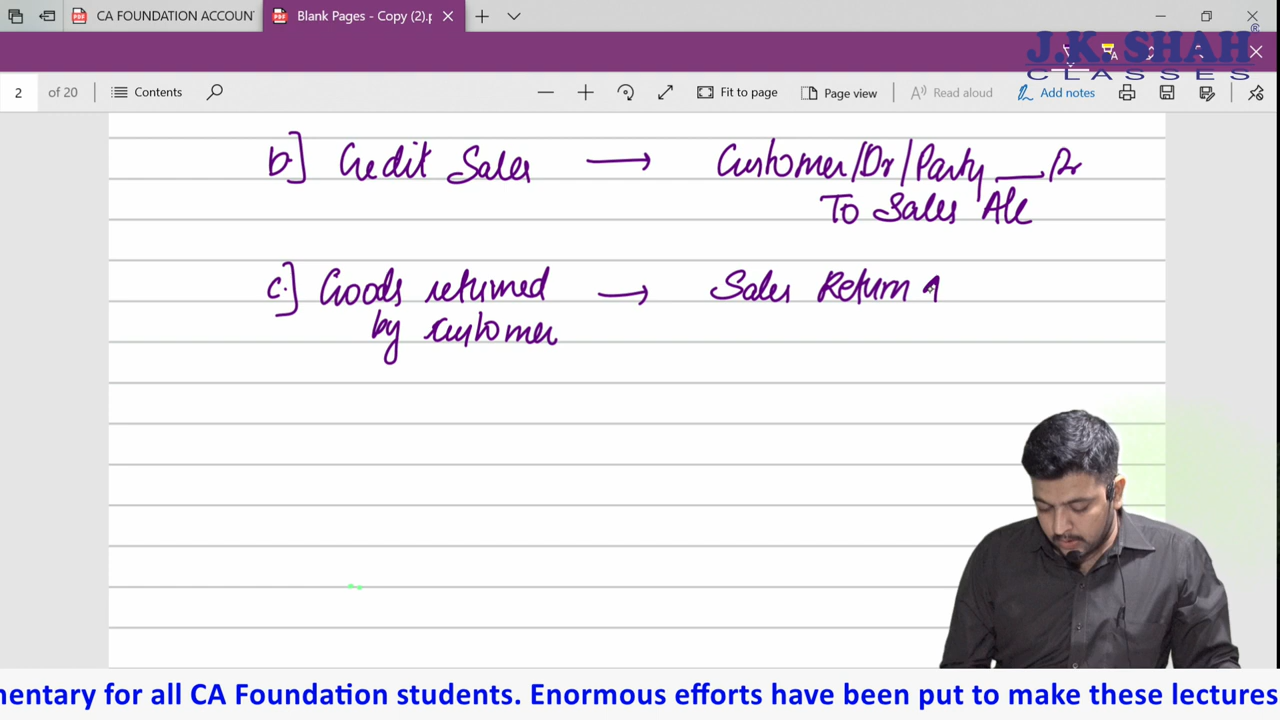 CA FOUNDATION ACCOUNT
Blank Pages - Copy (2).p
J.K. SHAH®
CLASSES
2 of 20
Contents
Fit to page
Page view
Read aloud
Add notes
b] Credit Sales → Customer/Dr/Party __ Dr
To Sales A/c
c.] Goods returned → Sales Return
by customer
mentary for all CA Foundation students. Enormous efforts have been put to make these lectures